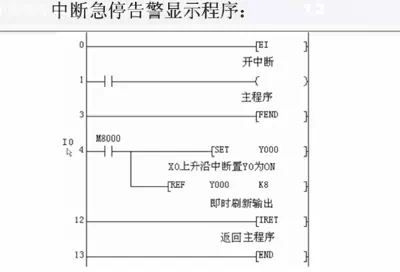 中断急停告警显示程序：
0 [EI }
开中断
1 ( }
主程序
3 [FEND }
M8000
I0 4 [SET Y000 }
X0上升沿中断置Y0为ON
[REF Y000 K8 }
即时刷新输出
12 [IRET }
返回主程序
13 [END }